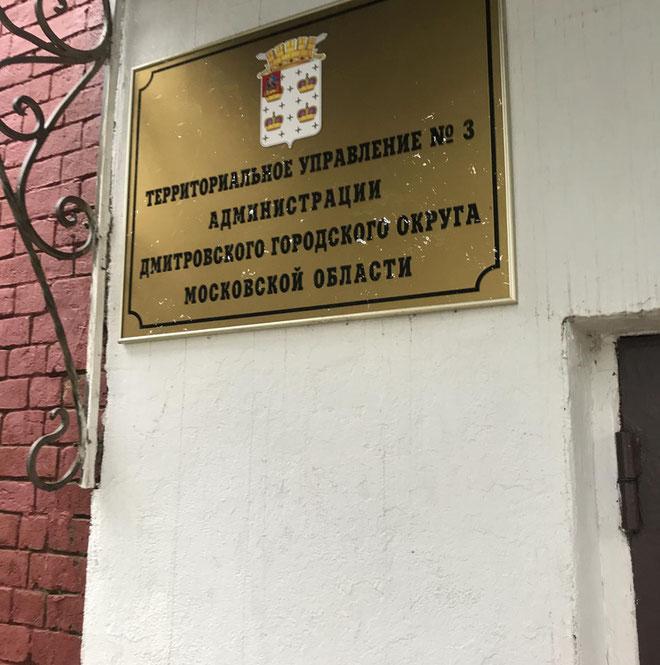 ТЕРРИТОРИАЛЬНОЕ УПРАВЛЕНИЕ № 3
АДМИНИСТРАЦИИ
ДМИТРОВСКОГО ГОРОДСКОГО ОКРУГА
МОСКОВСКОЙ ОБЛАСТИ